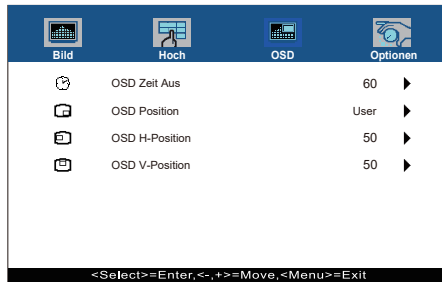 Bild Hoch OSD Optionen
OSD Zeit Aus 60
OSD Position User
OSD H-Position 50
OSD V-Position 50
<Select>=Enter,<-,+>=Move,<Menu>=Exit